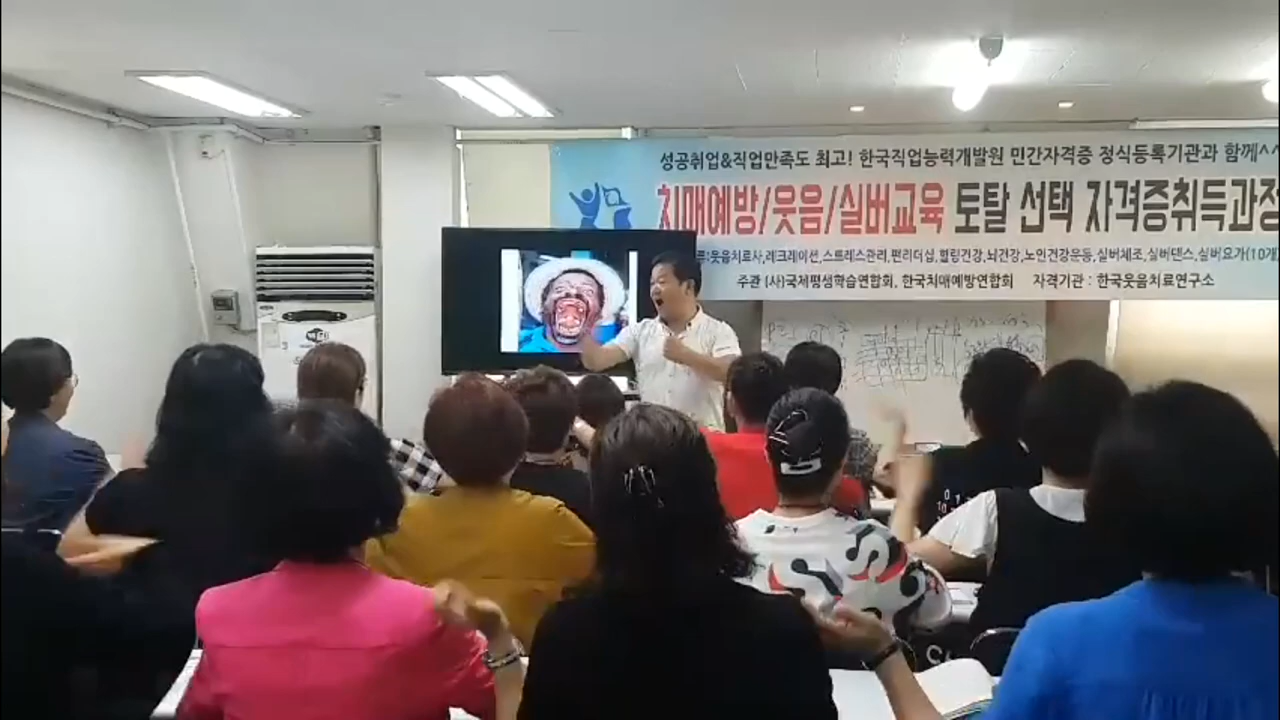 성공취업&직업만족도 최고! 한국직업능력개발원 민간자격증 정식등록기관과 함께^^
치매예방/웃음/실버교육 토탈 선택 자격증취득과정
류:웃음치료사,레크레이션,스트레스관리,펀리더십,힐링건강,뇌건강,노인건강운동,실버체조,실버댄스,실버요가(10개
주관 (사)국제평생학습연합회, 한국치매예방연합회 자격기관 : 한국웃음치료연구소